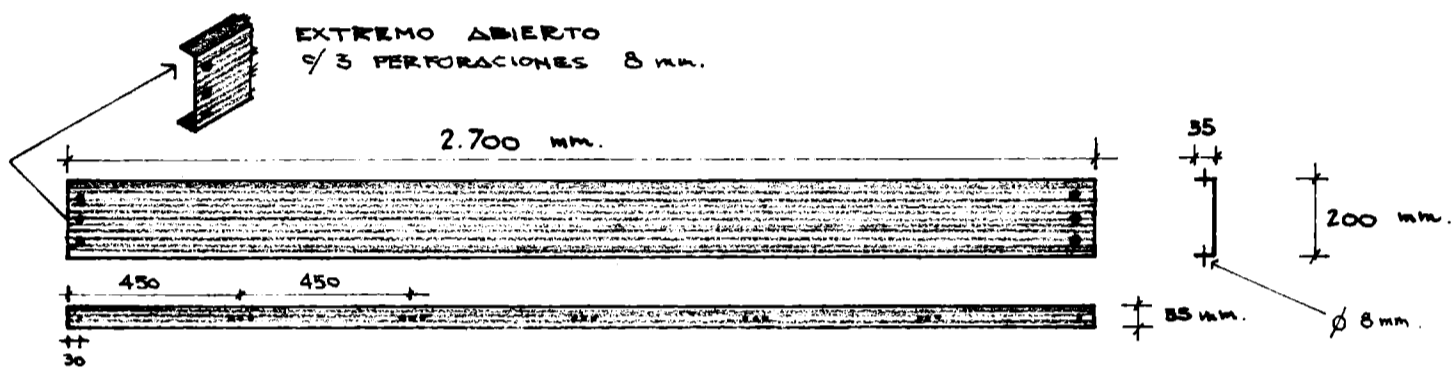 EXTREMO ABIERTO
c/ 3 PERFORACIONES 8 mm.
2.700 mm.
35
200 mm.
450 450
35 mm.
Ø 8 mm.
30